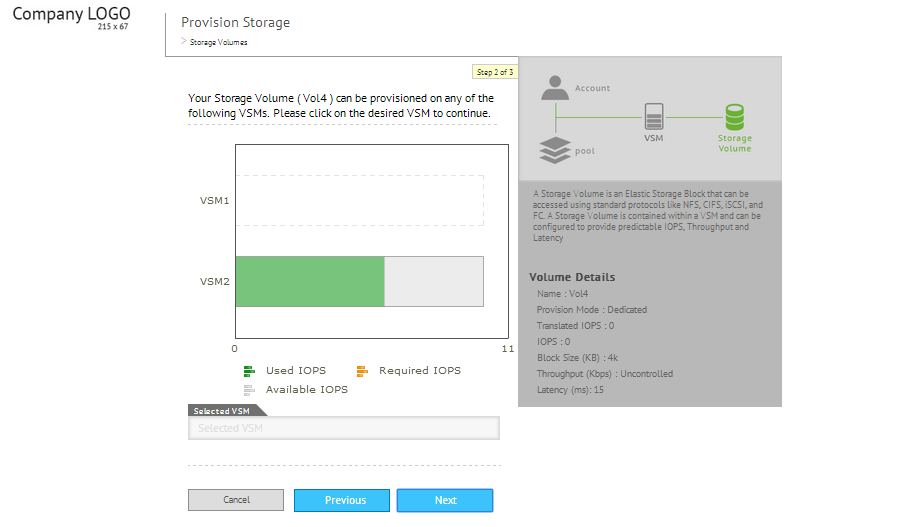 Company LOGO
215 x 67
Provision Storage
> Storage Volumes
Step 2 of 3
Your Storage Volume ( Vol4 ) can be provisioned on any of the
following VSMs. Please click on the desired VSM to continue.
VSM1
VSM2
0
11
Used IOPS
Required IOPS
Available IOPS
Selected VSM
Selected VSM
Cancel
Previous
Next
Account
VSM
Storage
Volume
pool
A Storage Volume is an Elastic Storage Block that can be
accessed using standard protocols like NFS, CIFS, iSCSI, and
FC. A Storage Volume is contained within a VSM and can be
configured to provide predictable IOPS, Throughput and
Latency
Volume Details
Name : Vol4
Provision Mode : Dedicated
Translated IOPS : 0
IOPS : 0
Block Size (KB) : 4k
Throughput (Kbps) : Uncontrolled
Latency (ms): 15